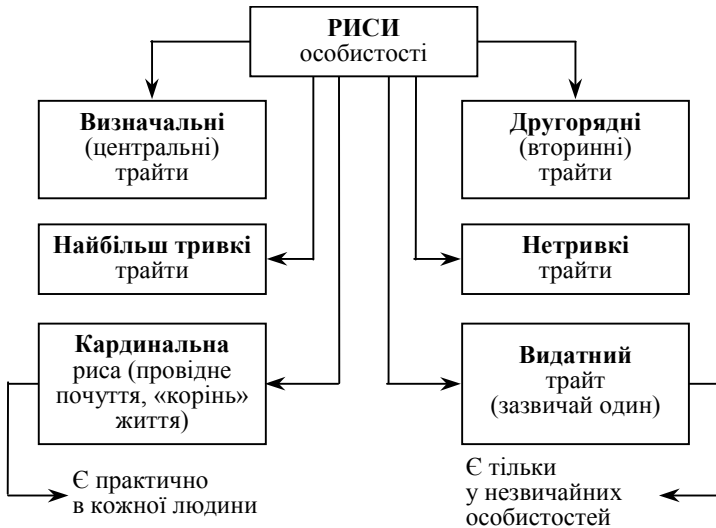 РИСИ
особистості
Визначальні
(центральні)
трайти
Другорядні
(вторинні)
трайти
Найбільш тривкі
трайти
Нетривкі
трайти
Кардинальна
риса (провідне
почуття, «корінь»
життя)
Видатний
трайт
(зазвичай один)
Є практично
в кожної людини
Є тільки
у незвичайних
особистостей